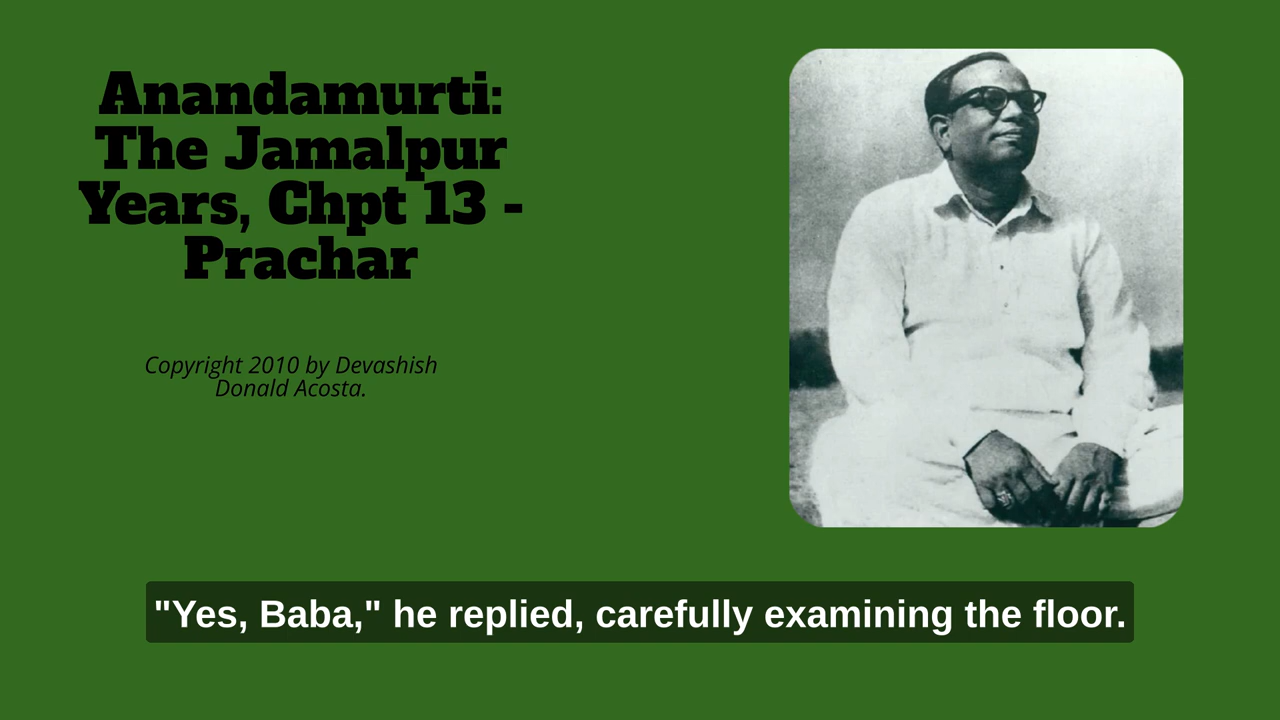 Anandamurti:
The Jamalpur
Years, Chpt 13 -
Prachar
Copyright 2010 by Devashish
Donald Acosta.
"Yes, Baba," he replied, carefully examining the floor.